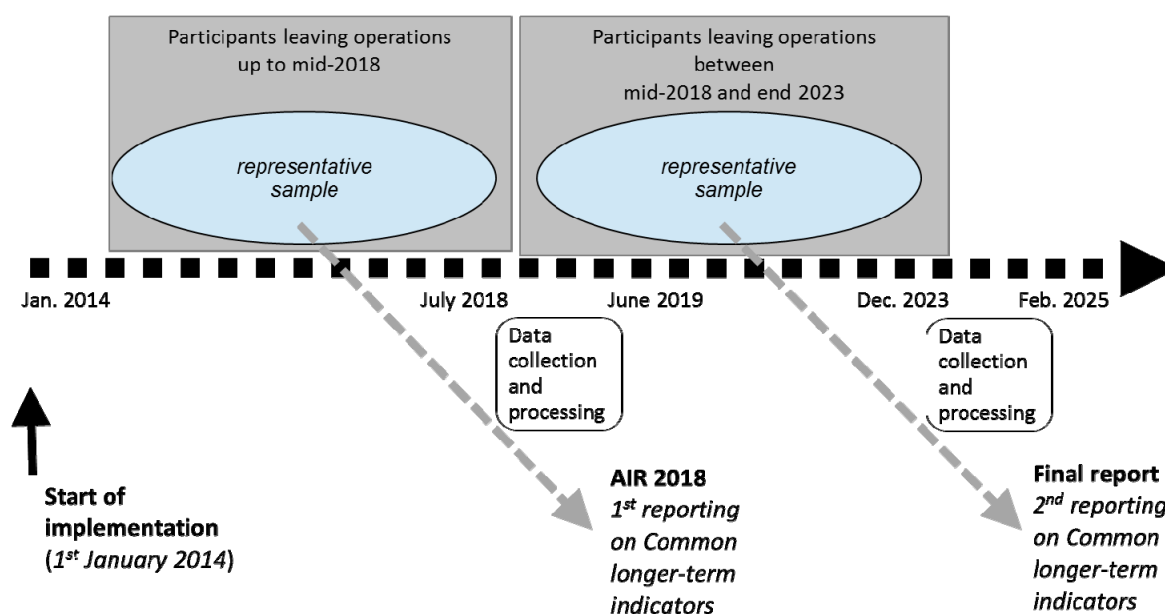 Participants leaving operations
up to mid-2018
representative
sample
Participants leaving operations
between
mid-2018 and end 2023
representative
sample
Jan. 2014
July 2018
June 2019
Dec. 2023
Feb. 2025
Data
collection
and
processing
Data
collection
and
processing
Start of
implementation
(1st January 2014)
AIR 2018
1st reporting
on Common
longer-term
indicators
Final report
2nd reporting
on Common
longer-term
indicators